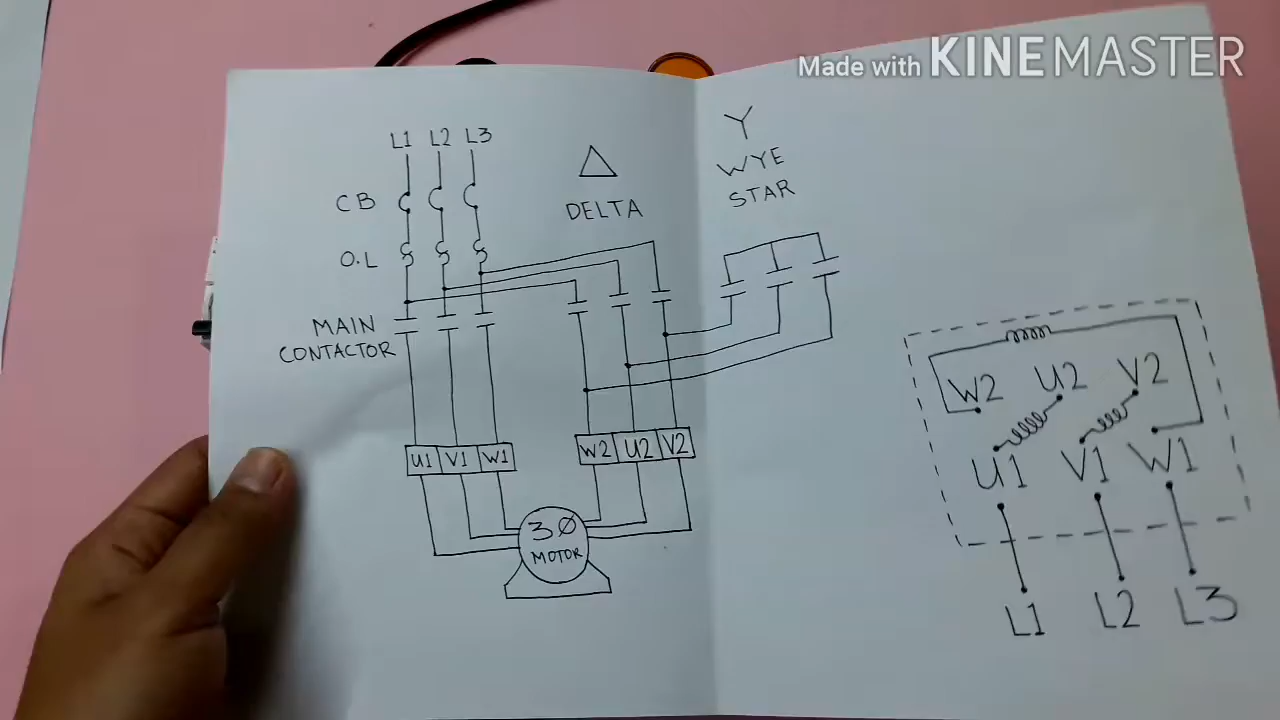 Made with KINEMASTER
L1 L2 L3
CB
O.L
MAIN
CONTACTOR
DELTA
Y
WYE
STAR
U1 V1 W1
W2 U2 V2
3Ø
MOTOR
W2 U2 V2
U1 V1 W1
L1 L2 L3